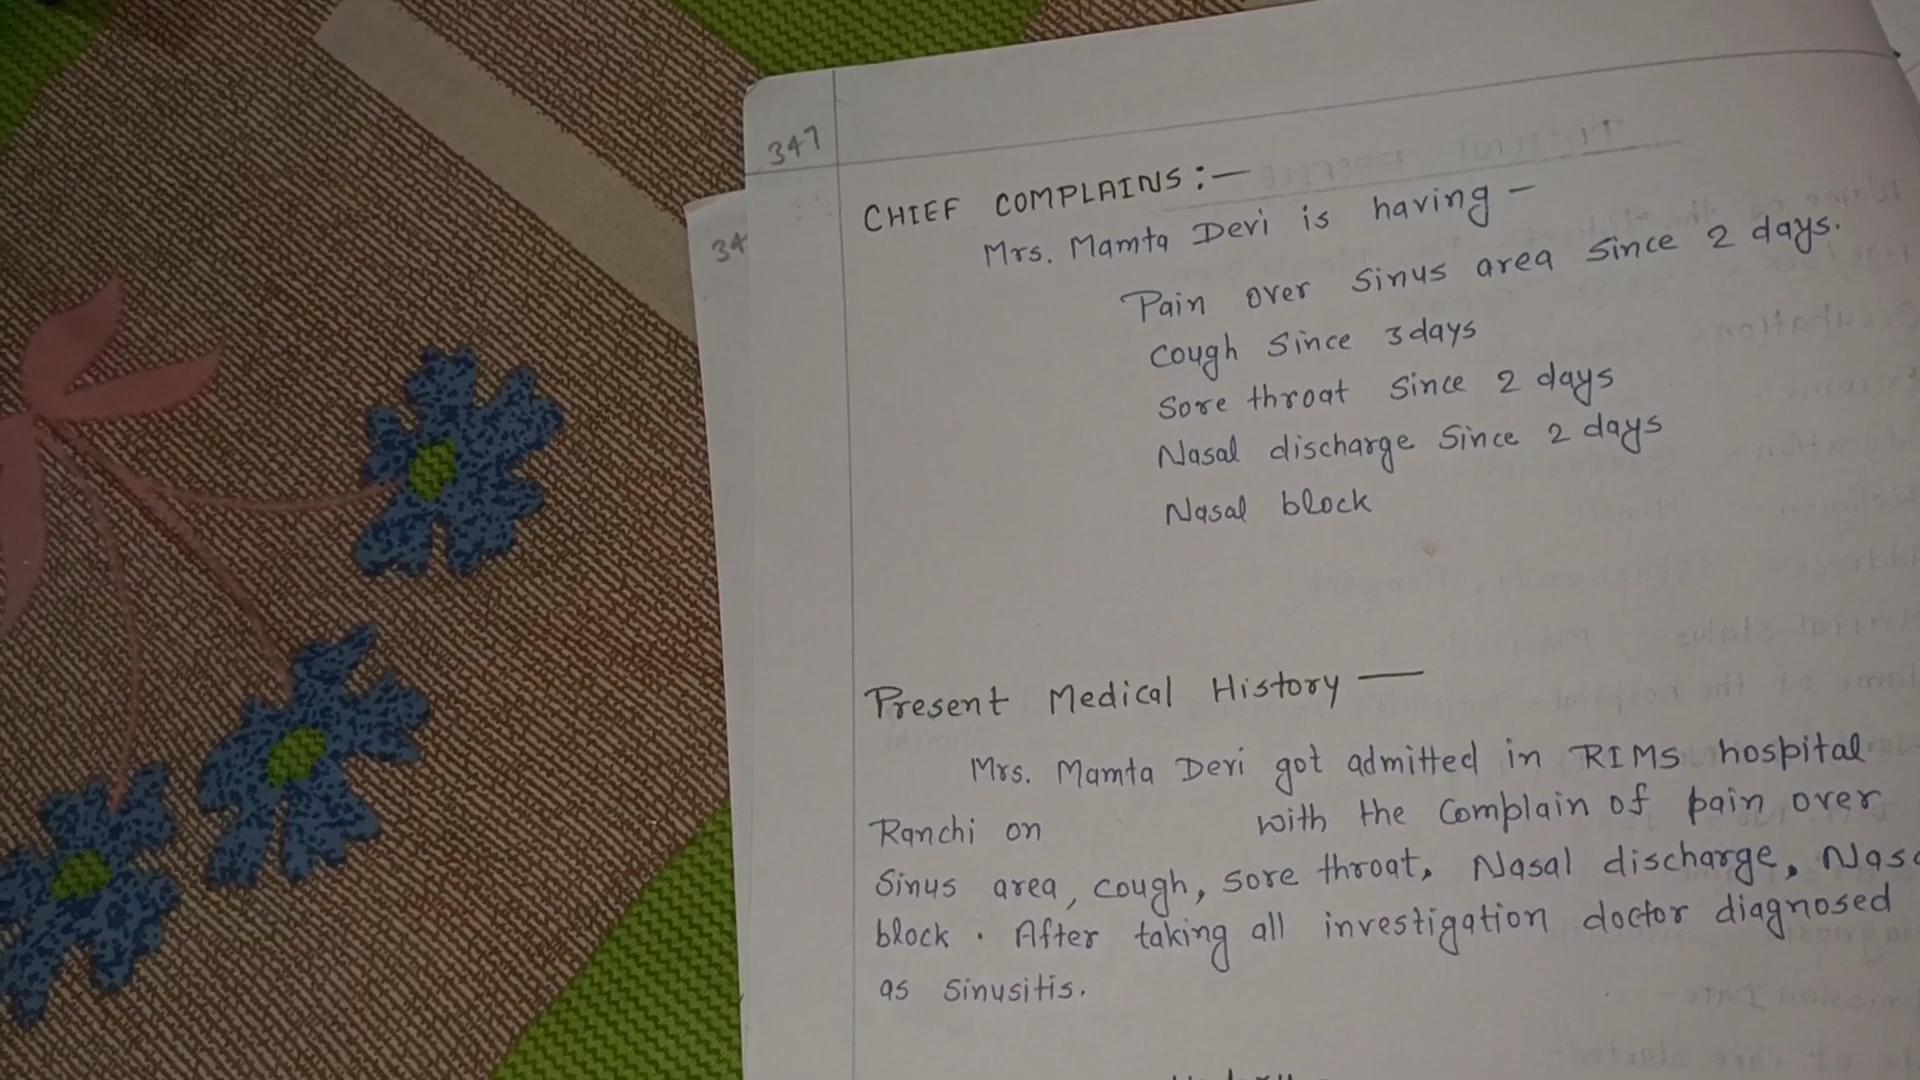 347
34
CHIEF COMPLAINS :—
Mrs. Mamta Devi is having –
Pain over Sinus area Since 2 days.
Cough Since 3 days
Sore throat Since 2 days
Nasal discharge Since 2 days
Nasal block
Present Medical History —
Mrs. Mamta Devi got admitted in RIMS hospital
Ranchi on with the Complain of pain over
Sinus area, cough, sore throat, Nasal discharge,
block. After taking all investigation doctor diagnosed
as Sinusitis.